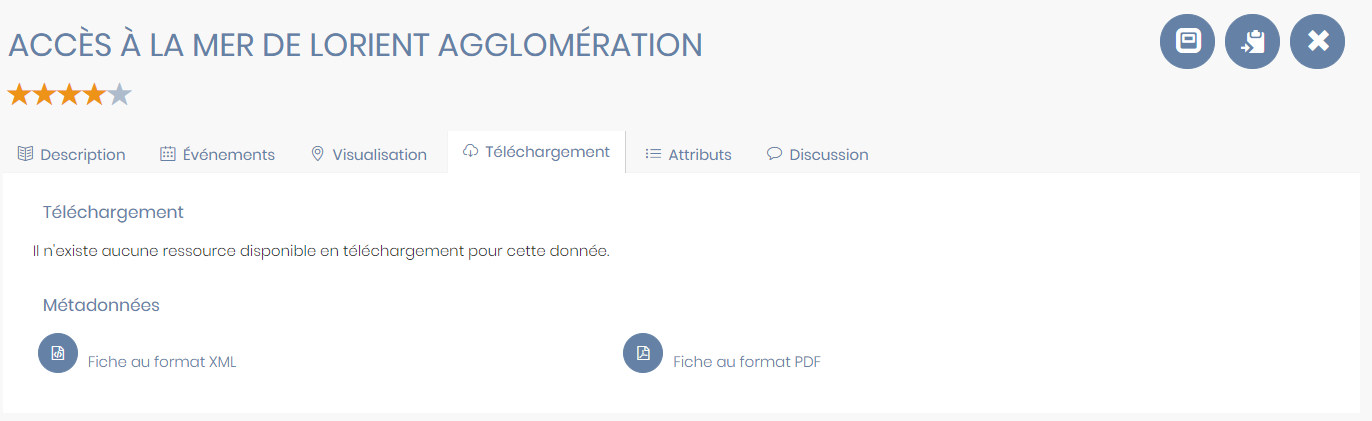 ACCÈS À LA MER DE LORIENT AGGLOMÉRATION
Description Événements Visualisation Téléchargement Attributs Discussion
Téléchargement
Il n'existe aucune ressource disponible en téléchargement pour cette donnée.
Métadonnées
Fiche au format XML Fiche au format PDF